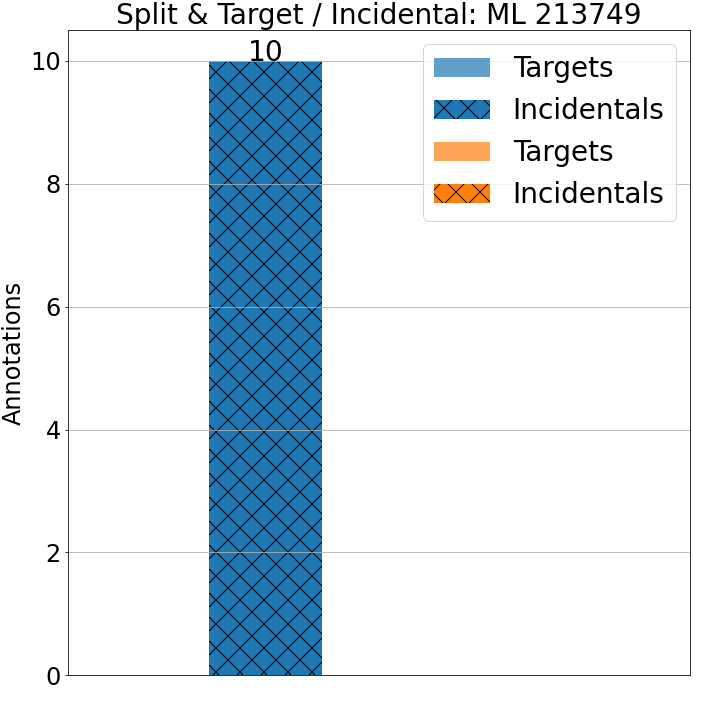 Split & Target / Incidental: ML 213749
10
10
8
6
4
2
0
Annotations
Targets
Incidentals
Targets
Incidentals